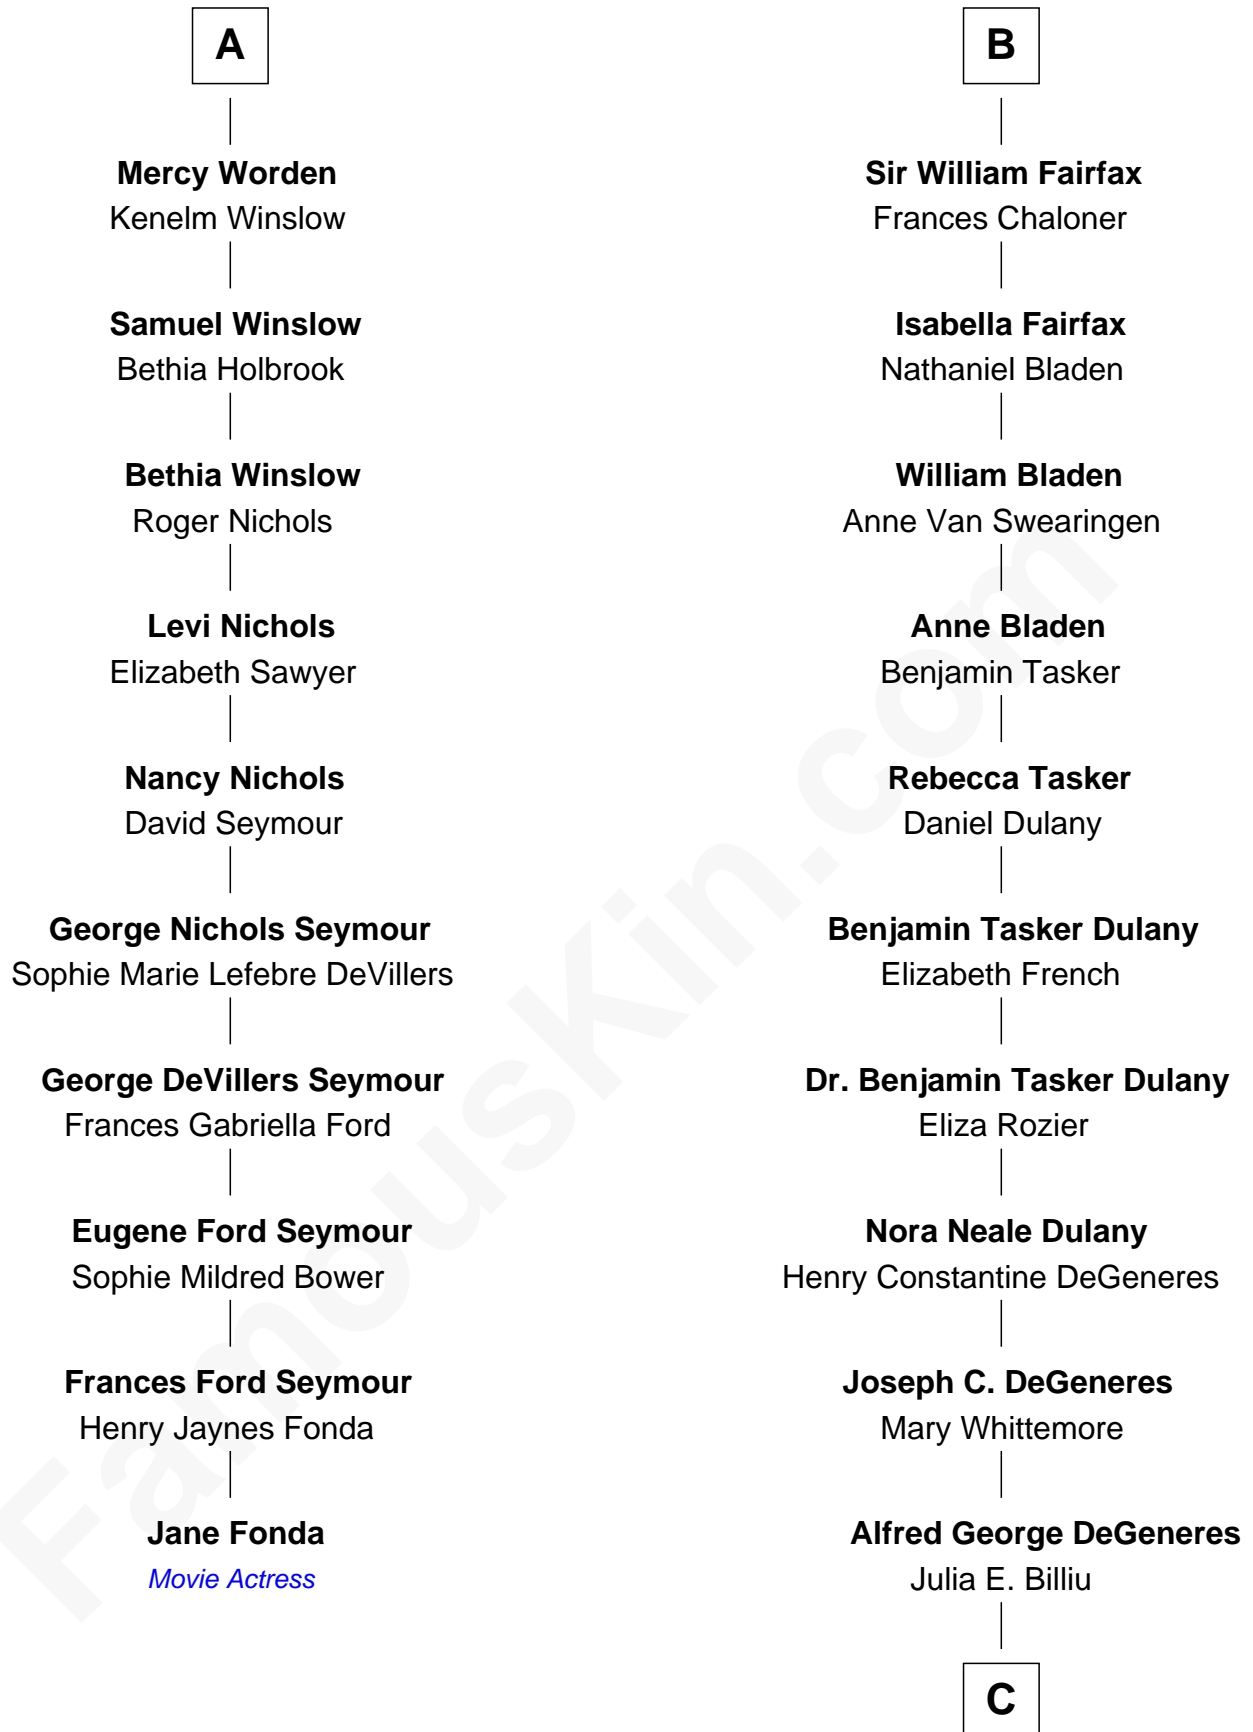 A
Mercy Worden
Kenelm Winslow
Samuel Winslow
Bethia Holbrook
Bethia Winslow
Roger Nichols
Levi Nichols
Elizabeth Sawyer
Nancy Nichols
David Seymour
George Nichols Seymour
Sophie Marie Lefebre DeVillers
George DeVillers Seymour
Frances Gabriella Ford
Eugene Ford Seymour
Sophie Mildred Bower
Frances Ford Seymour
Henry Jaynes Fonda
Jane Fonda
Movie Actress
B
Sir William Fairfax
Frances Chaloner
Isabella Fairfax
Nathaniel Bladen
William Bladen
Anne Van Swearingen
Anne Bladen
Benjamin Tasker
Rebecca Tasker
Daniel Dulany
Benjamin Tasker Dulany
Elizabeth French
Dr. Benjamin Tasker Dulany
Eliza Rozier
Nora Neale Dulany
Henry Constantine DeGeneres
Joseph C. DeGeneres
Mary Whittemore
Alfred George DeGeneres
Julia E. Billiu
C
FamousKin.com